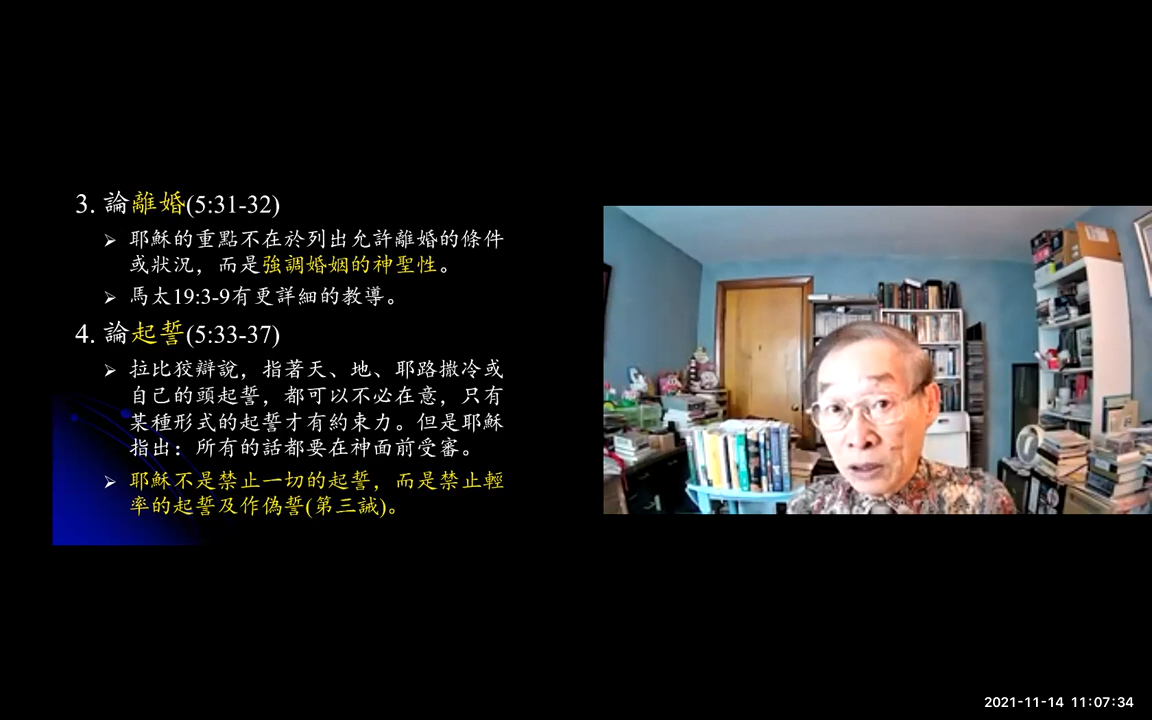 3. 論離婚(5:31-32)
➢ 耶穌的重點不在於列出允許離婚的條件
或狀況，而是強調婚姻的神聖性。
➢ 馬太19:3-9有更詳細的教導。
4. 論起誓(5:33-37)
➢ 拉比狡辯說，指著天、地、耶路撒冷或
自己的頭起誓，都可以不必在意，只有
某種形式的起誓才有約束力。但是耶穌
指出：所有的話都要在神面前受審。
➢ 耶穌不是禁止一切的起誓，而是禁止輕
率的起誓及作偽誓(第三誡)。
2021-11-14 11:07:34